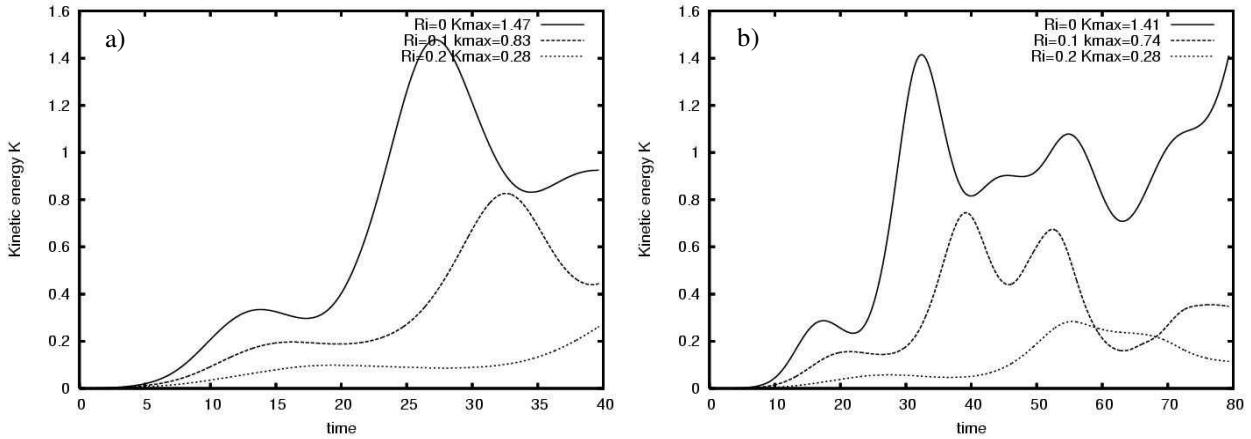 a)
Ri=0 Kmax=1.47
Ri=0.1 kmax=0.83
Ri=0.2 Kmax=0.28
Kinetic energy K
1.6
1.4
1.2
1
0.8
0.6
0.4
0.2
0
0 5 10 15 20 25 30 35 40
time
b)
Ri=0 Kmax=1.41
Ri=0.1 kmax=0.74
Ri=0.2 Kmax=0.28
Kinetic energy K
1.6
1.4
1.2
1
0.8
0.6
0.4
0.2
0
0 10 20 30 40 50 60 70 80
time